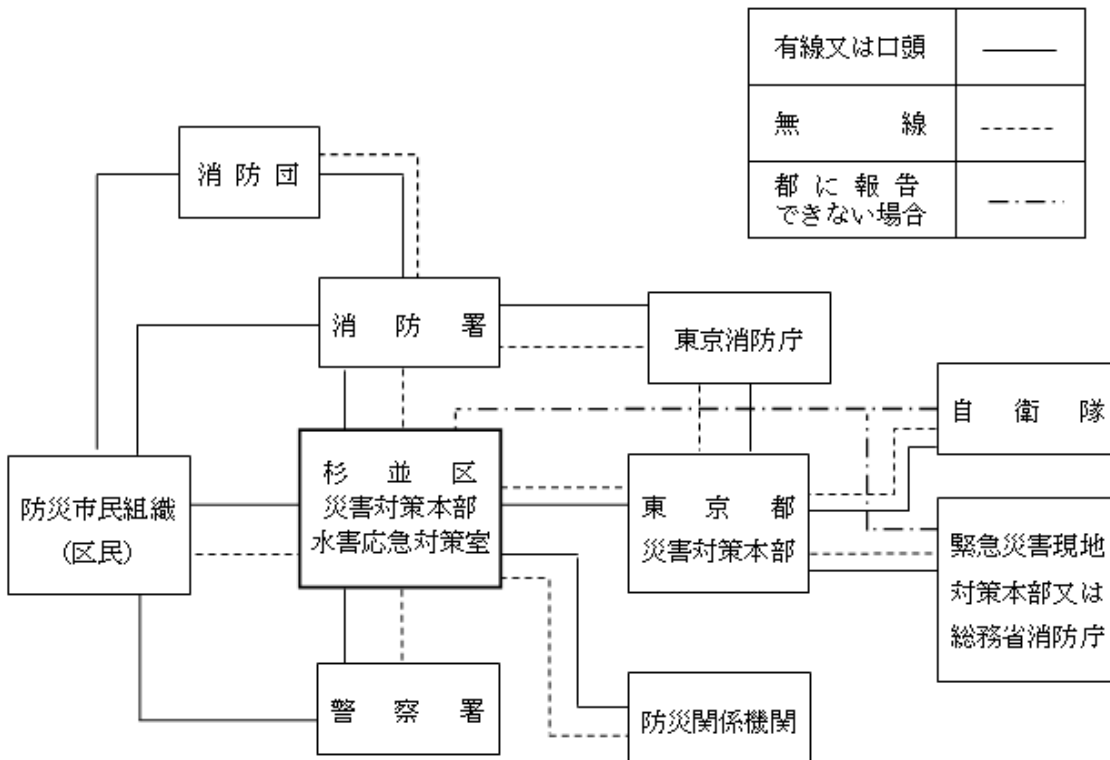 有線又は口頭
無線
都に報告
できない場合
消防団
消防署
東京消防庁
自衛隊
防災市民組織
(区民)
杉並区
災害対策本部
水害応急対策室
東京都
災害対策本部
緊急災害現地
対策本部又は
総務省消防庁
警察署
防災関係機関